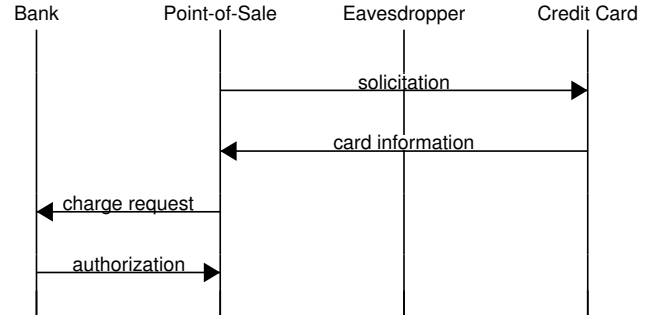 Bank Point-of-Sale Eavesdropper Credit Card
solicitation
card information
charge request
authorization